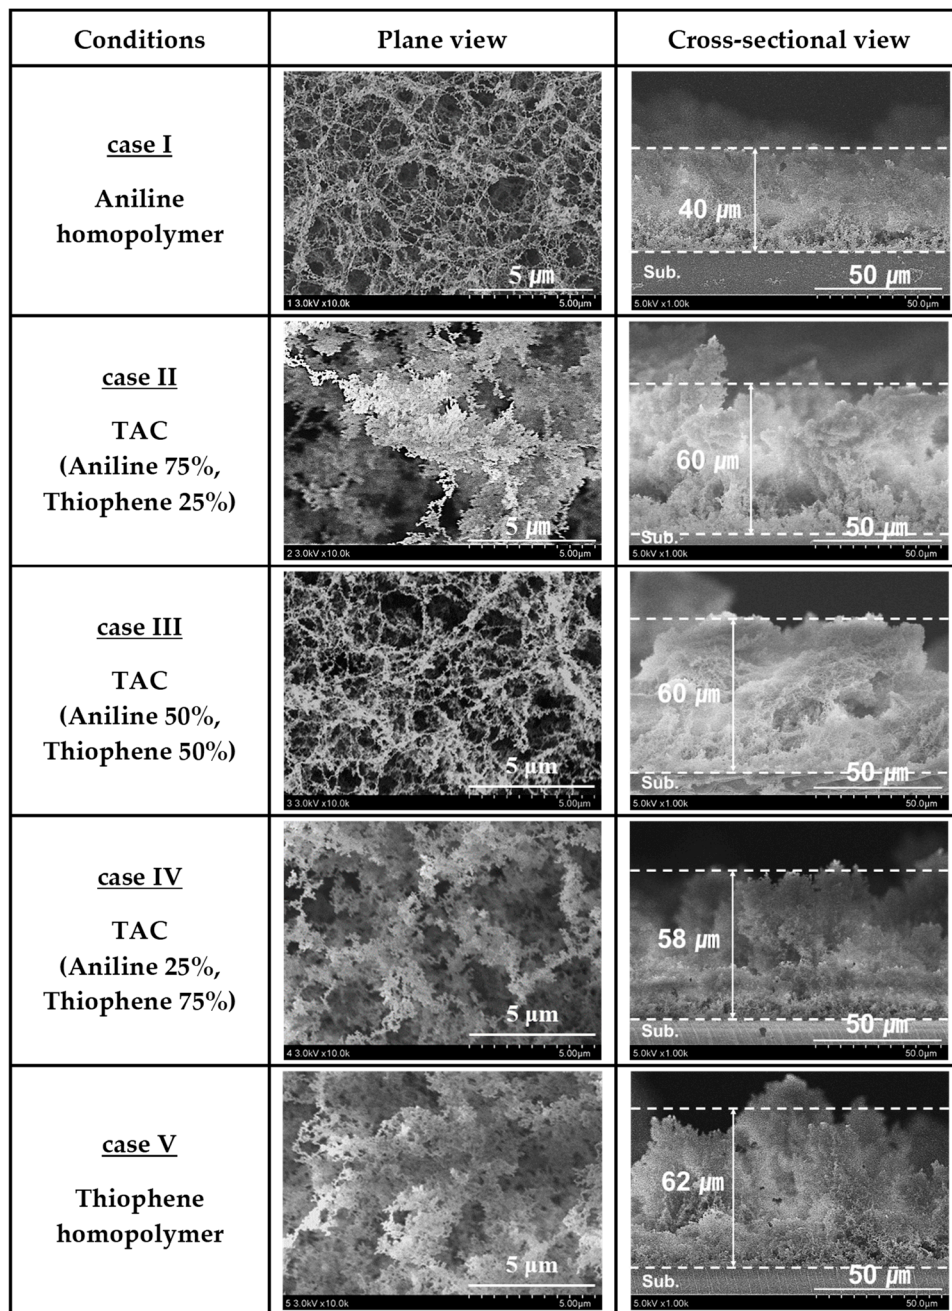 Conditions
Plane view
Cross-sectional view
case I
Aniline
homopolymer
5 ㎛
1 3.0kV x10.0k
5.00μm
40 ㎛
Sub.
50 ㎛
5.0kV x1.00k
50.0μm
case II
TAC
(Aniline 75%,
Thiophene 25%)
5 ㎛
2 3.0kV x10.0k
5.00μm
60 ㎛
Sub.
50 ㎛
5.0kV x1.00k
50.0μm
case III
TAC
(Aniline 50%,
Thiophene 50%)
5 μm
3 3.0kV x10.0k
5.00μm
60 ㎛
Sub.
50 ㎛
5.0kV x1.00k
50.0μm
case IV
TAC
(Aniline 25%,
Thiophene 75%)
5 μm
4 3.0kV x10.0k
5.00μm
58 ㎛
Sub.
50 ㎛
5.0kV x1.00k
50.0μm
case V
Thiophene
homopolymer
5 μm
5 3.0kV x10.0k
5.00μm
62 ㎛
Sub.
50 ㎛
5.0kV x1.00k
50.0μm